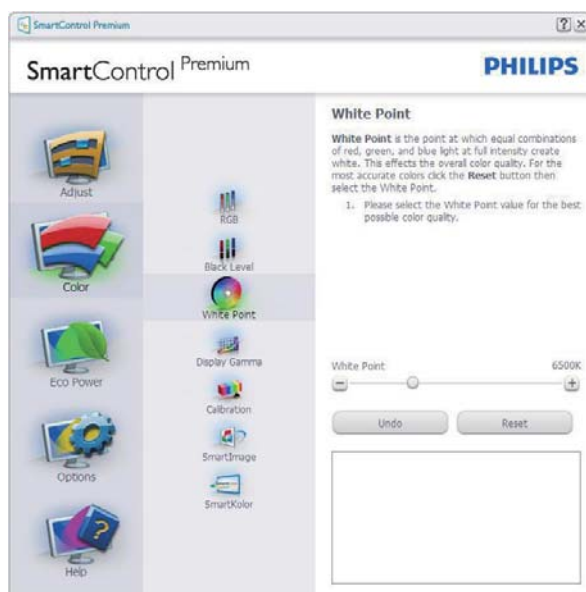 SmartControl Premium
SmartControl Premium
PHILIPS
Adjust
Color
Eco Power
Options
Help
RGB
Black Level
White Point
Display Gamma
Calibration
SmartImage
SmartKolor
White Point
White Point is the point at which equal combinations
of red, green, and blue light at full intensity create
white. This effects the overall color quality. For the
most accurate colors click the Reset button then
select the White Point.
1. Please select the White Point value for the best
possible color quality.
White Point 6500K
Undo Reset